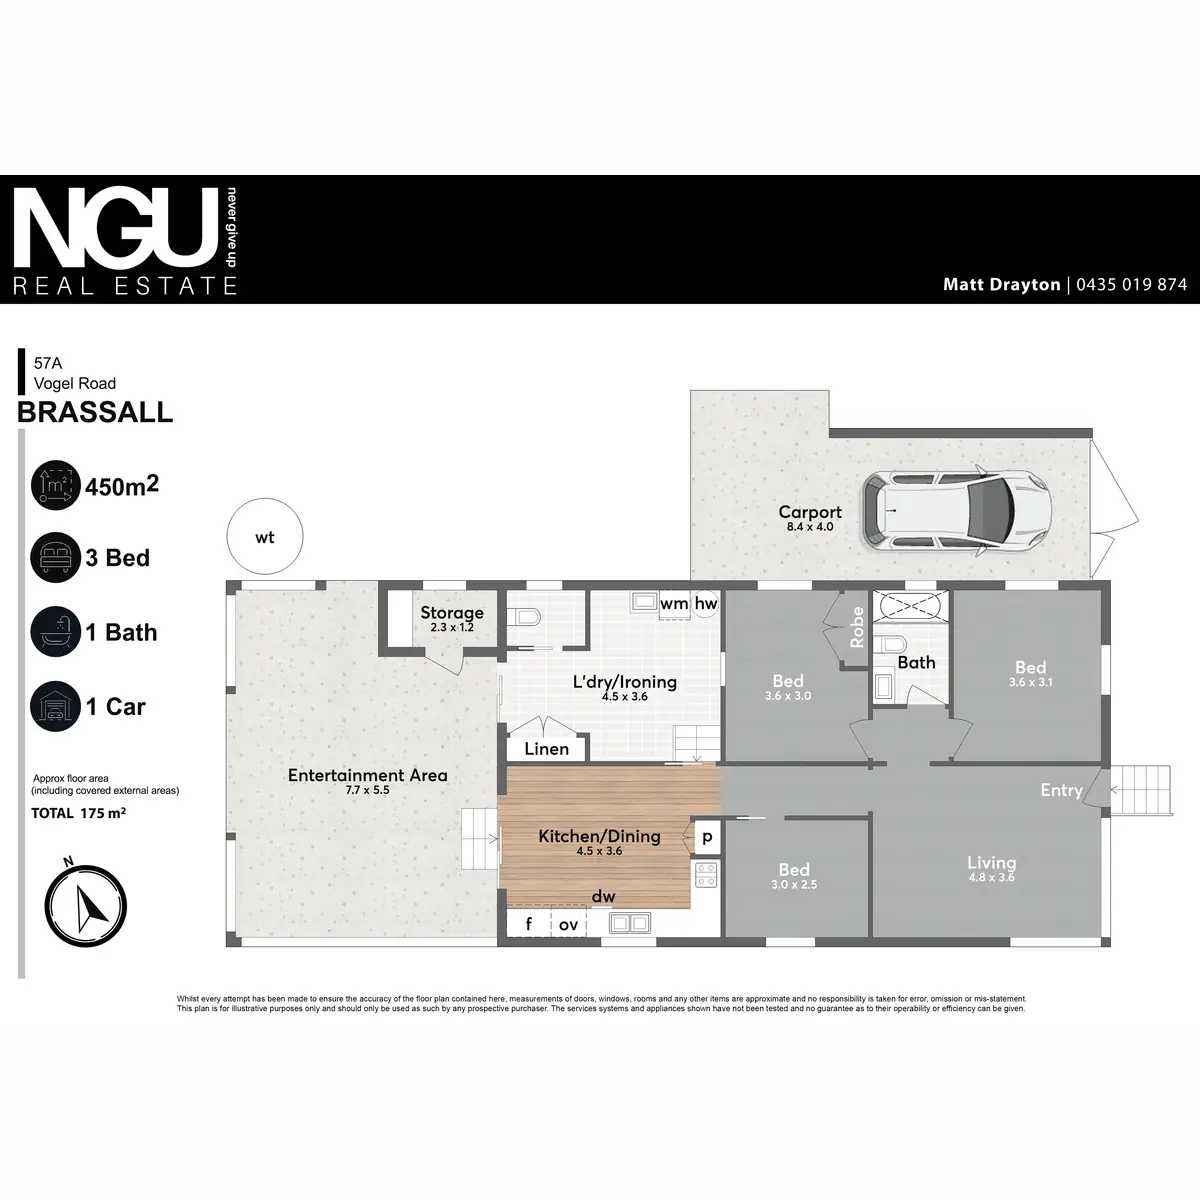 NGU
never give up
REAL ESTATE
Matt Drayton | 0435 019 874
57A
Vogel Road
BRASSALL
m²
450m2
3 Bed
1 Bath
1 Car
Approx floor area
(including covered external areas)
TOTAL 175 m²
N
wt
Carport
8.4 x 4.0
Storage
2.3 x 1.2
wm
hw
Robe
Bath
L'dry/Ironing
4.5 x 3.6
Bed
3.6 x 3.0
Bed
3.6 x 3.1
Linen
Entertainment Area
7.7 x 5.5
Entry
Kitchen/Dining
4.5 x 3.6
p
Bed
3.0 x 2.5
Living
4.8 x 3.6
dw
f
ov
Whilst every attempt has been made to ensure the accuracy of the floor plan contained here, measurements of doors, windows, rooms and any other items are approximate and no responsibility is taken for error, omission or mis-statement.
This plan is for illustrative purposes only and should only be used as such by any prospective purchaser. The services systems and appliances shown have not been tested and no guarantee as to their operability or efficiency can be given.